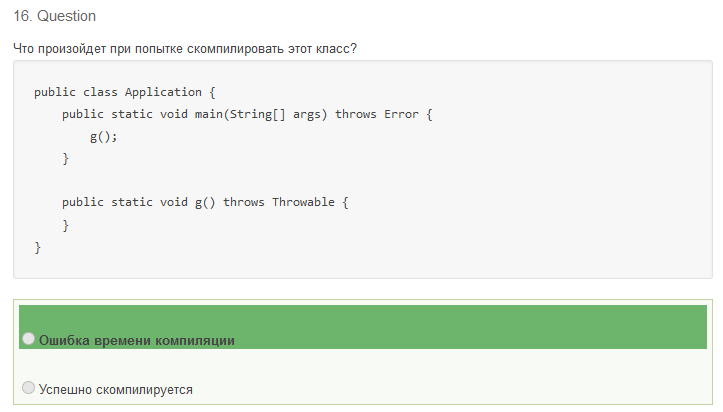 16. Question
Что произойдет при попытке скомпилировать этот класс?
public class Application {
    public static void main(String[] args) throws Error {
        g();
    }
    public static void g() throws Throwable {
    }
}
Ошибка времени компиляции
Успешно скомпилируется